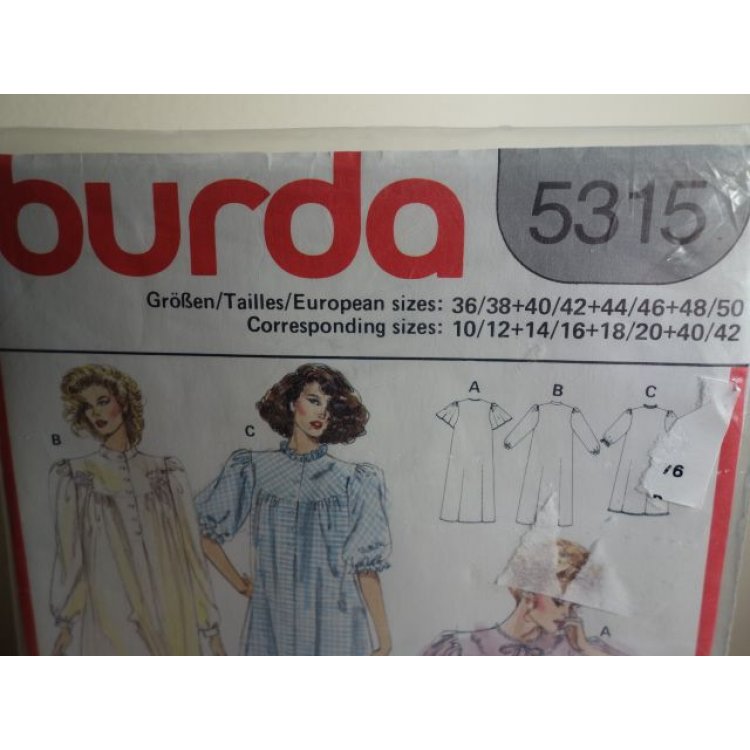 burda
5315
Größen/Tailles/European sizes: 36/38+40/42+44/46+48/50
Corresponding sizes: 10/12+14/16+18/20+40/42
A B C
B C
/6
A